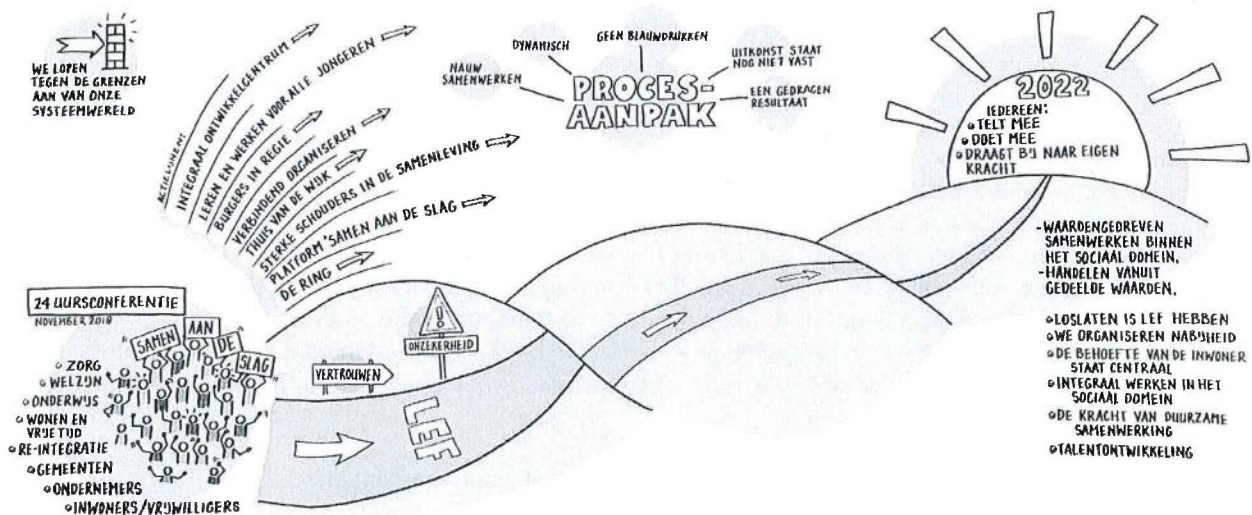 WE LOPEN
TEGEN DE GRENZEN
AAN VAN ONZE
SYSTEEMWERELD
ACTIELIJNEN:
INTEGRAAL ONTWIKKELCENTRUM
LEREN EN WERKEN VOOR ALLE JONGEREN
BURGERS IN REGIE
VERBINDEND ORGANISEREN
THUIS VAN DE WIJK
STERKE SCHOUDERS IN DE SAMENLEVING
PLATFORM 'SAMEN AAN DE SLAG
DE RING
NAUW
SAMENWERKEN
DYNAMISCH
GEEN BLAUWDRUKKEN
UITKOMST STAAT
NOG NIET VAST
EEN GEDRAGEN
RESULTAAT
PROCES-
AANPAK
2022
IEDEREEN:
TELT MEE
DOET MEE
DRAAGT BIJ NAAR EIGEN
KRACHT
24 UURSCONFERENTIE
NOVEMBER 2018
SAMEN AAN DE SLAG
ZORG
WELZIJN
ONDERWIJS
WONEN EN
VRIJETIJD
RE-INTEGRATIE
GEMEENTEN
ONDERNEMERS
INWONERS/VRIJWILLIGERS
VERTROUWEN
!
ONZEKERHEID
LEF
-WAARDENGEDREVEN
SAMENWERKEN BINNEN
HET SOCIAAL DOMEIN.
-HANDELEN VANUIT
GEDEELDE WAARDEN.
LOSLATEN IS LEF HEBBEN
WE ORGANISEREN NABIJHEID
DE BEHOEFTE VAN DE INWONER
STAAT CENTRAAL
INTEGRAAL WERKEN IN HET
SOCIAAL DOMEIN
DE KRACHT VAN DUURZAME
SAMENWERKING
TALENTONTWIKKELING